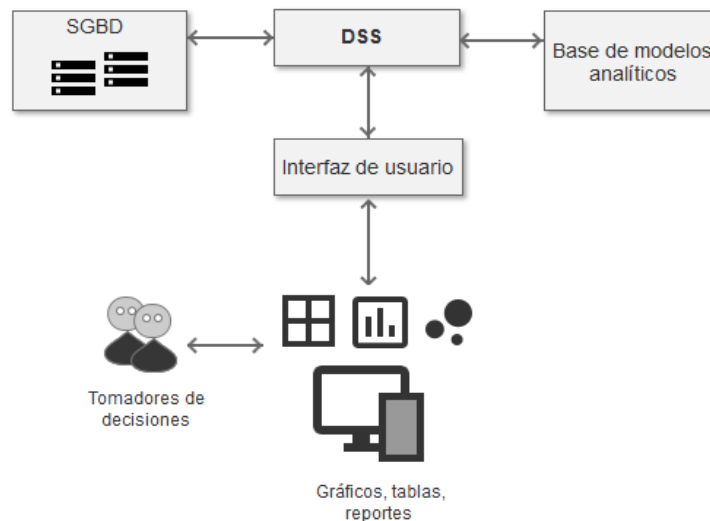 SGBD
DSS
Base de modelos
analíticos
Interfaz de usuario
Tomadores de
decisiones
Gráficos, tablas,
reportes